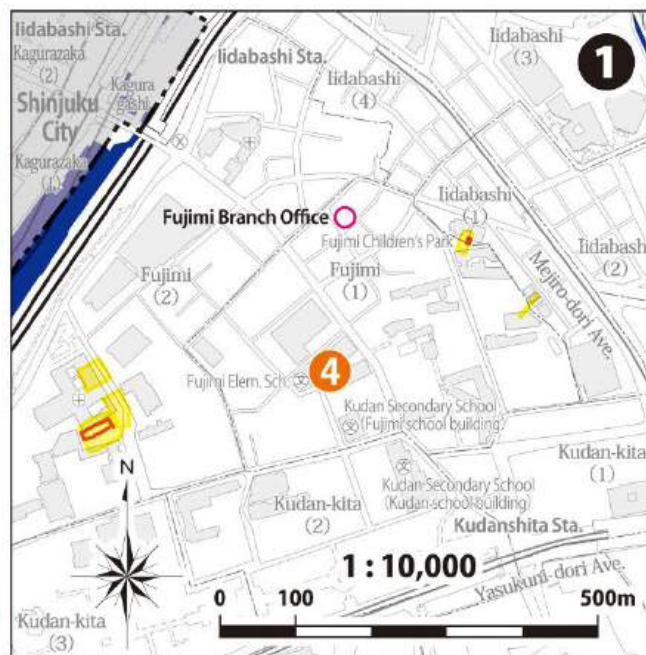 Iidabashi Sta.
Kagurazaka
(2)
Kagura
gashi
Shinjuku
City
Kagurazaka
(1)
Iidabashi Sta.
Iidabashi
(4)
Iidabashi
(3)
1
Iidabashi
(1)
Iidabashi
(2)
Fujimi Branch Office
Fujimi Children's Park
Mejiro-dori Ave.
Fujimi
(2)
Fujimi
(1)
Fujimi Elem. Sch.
4
Kudan Secondary School
(Fujimi school building)
Kudan-kita
(1)
Kudan Secondary School
(Kudan school building)
Kudan-kita
(2)
Kudanshita Sta.
N
1 : 10,000
Yasukuni-dori Ave.
0 100 500m
Kudan-kita
(3)